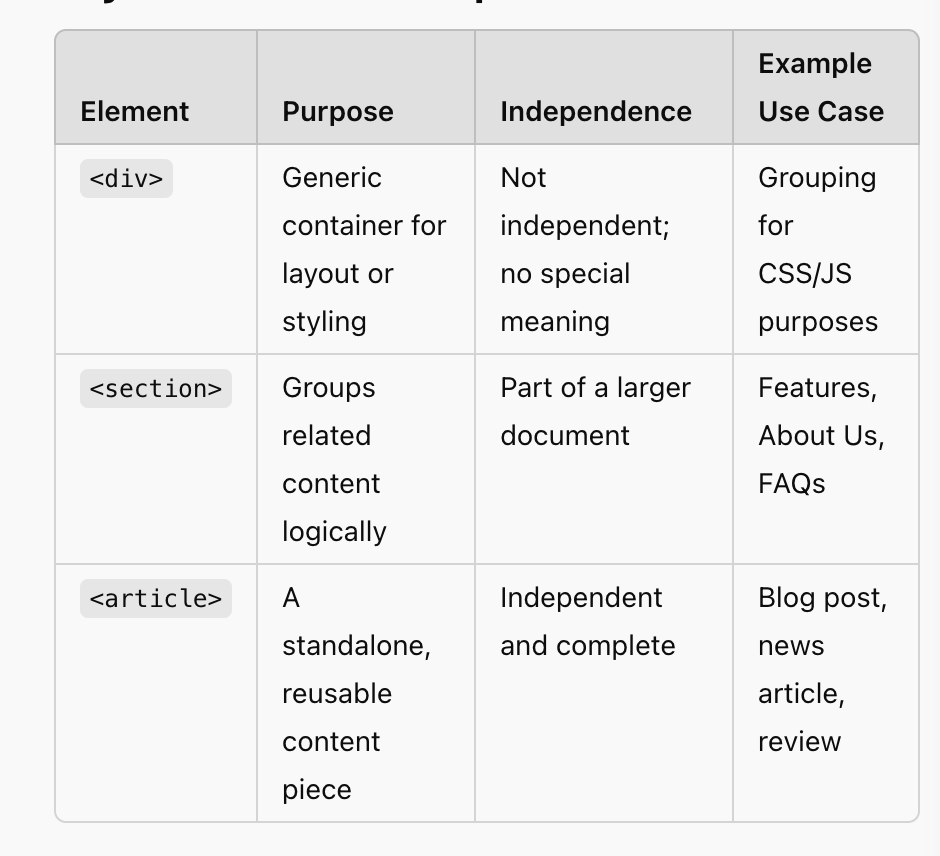 Element
Purpose
Independence
Example
Use Case
<div>
Generic
container for
layout or
styling
Not
independent;
no special
meaning
Grouping
for
CSS/JS
purposes
<section>
Groups
related
content
logically
Part of a larger
document
Features,
About Us,
FAQs
<article>
A
standalone,
reusable
content
piece
Independent
and complete
Blog post,
news
article,
review